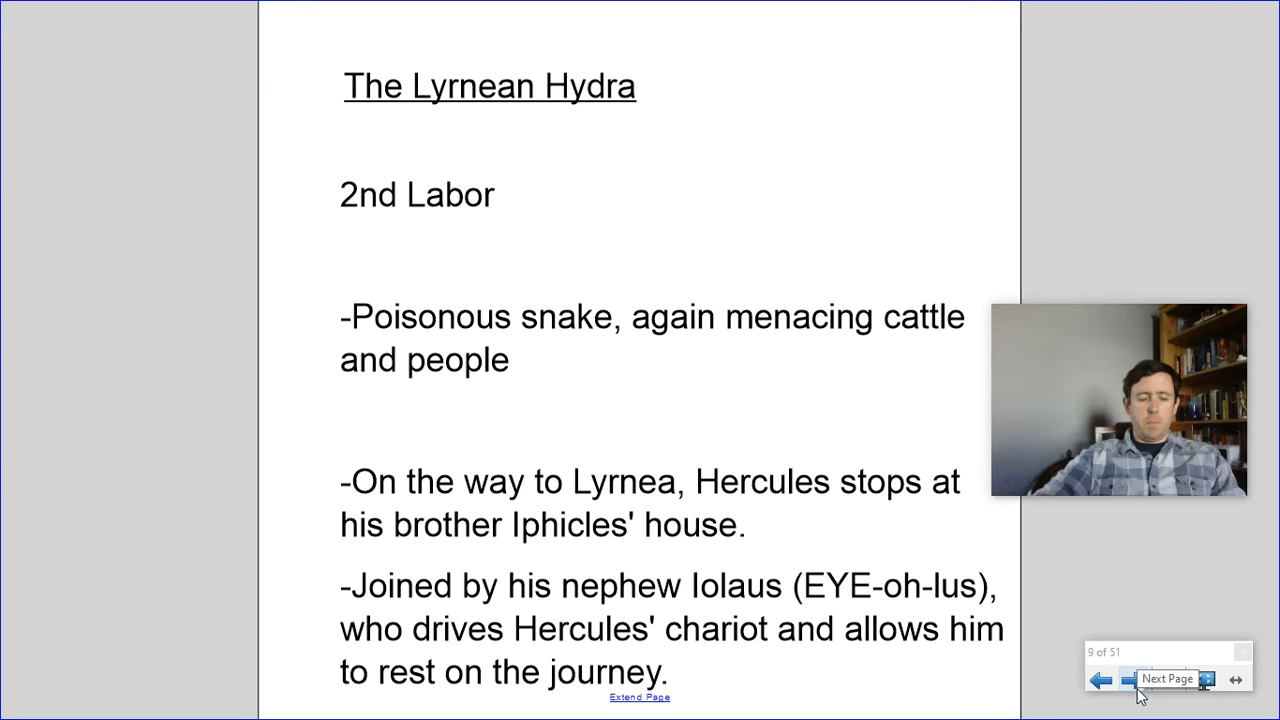 The Lyrnean Hydra
2nd Labor
-Poisonous snake, again menacing cattle
and people
-On the way to Lyrnea, Hercules stops at
his brother Iphicles' house.
-Joined by his nephew Iolaus (EYE-oh-lus),
who drives Hercules' chariot and allows him
to rest on the journey.
Extend Page
9 of 51
Next Page